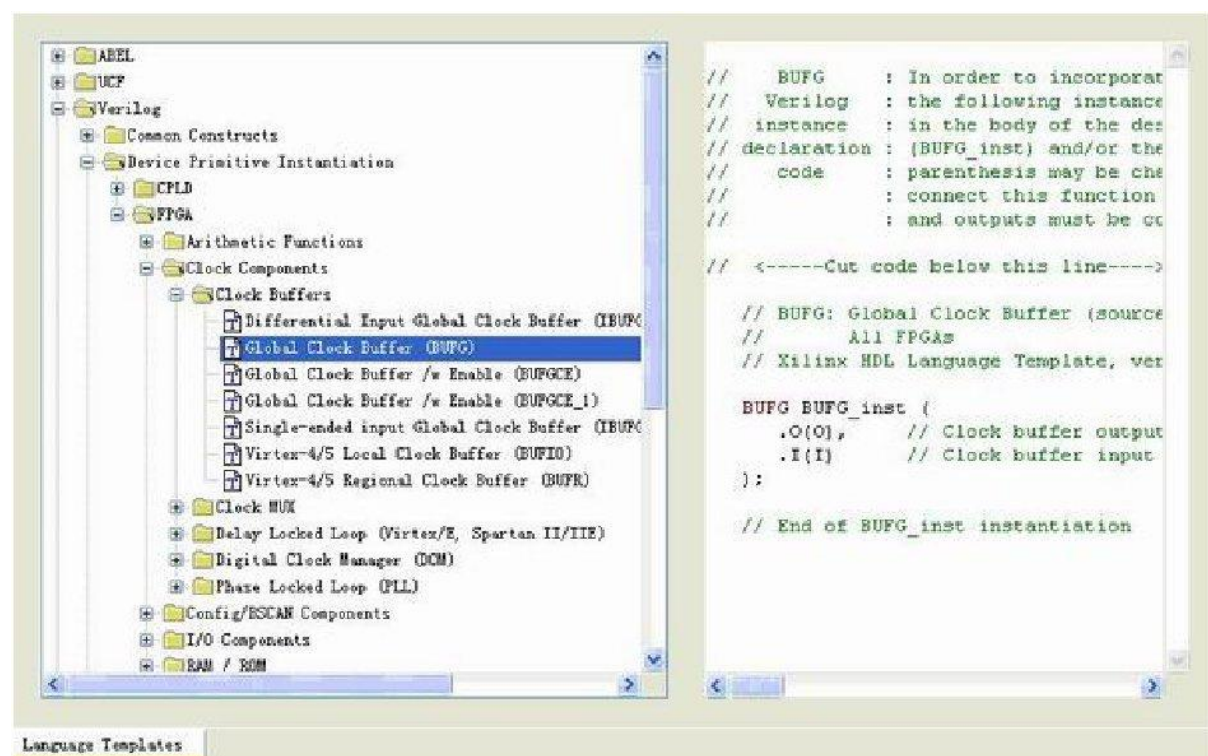 ABEL
UCF
Verilog
Common Constructs
Device Primitive Instantiation
CPLD
FPGA
Arithmetic Functions
Clock Components
Clock Buffers
Differential Input Global Clock Buffer (IBUFG
Global Clock Buffer (BUFG)
Global Clock Buffer /w Enable (BUFGCE)
Global Clock Buffer /w Enable (BUFGCE_1)
Single-ended input Global Clock Buffer (IBUFG
Virtex-4/5 Local Clock Buffer (BUFIO)
Virtex-4/5 Regional Clock Buffer (BUFR)
Clock MUX
Delay Locked Loop (Virtex/E, Spartan II/IIE)
Digital Clock Manager (DCM)
Phase Locked Loop (PLL)
Config/BSCAN Components
I/O Components
RAM / ROM
// BUFG : In order to incorporat
// Verilog : the following instance
// instance : in the body of the des
// declaration : (BUFG_inst) and/or the
// code : parenthesis may be cha
// : connect this function
// : and outputs must be co
// <-----Cut code below this line---->
// BUFG: Global Clock Buffer (source
// All FPGAs
// Xilinx HDL Language Template, ver
BUFG BUFG_inst (
.O(O), // Clock buffer output
.I(I) // Clock buffer input
);
// End of BUFG_inst instantiation
Language Templates